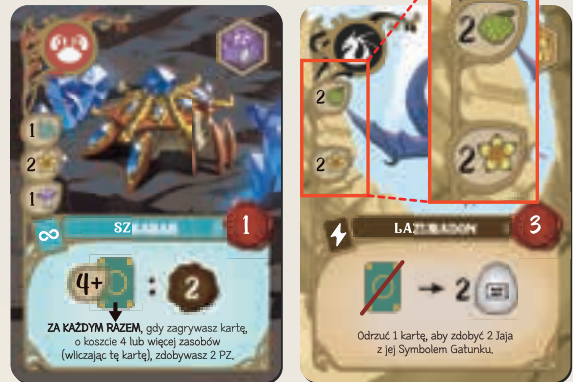 1
2
1
1
4+ : 2
ZA KAŻDYM RAZEM, gdy zagrywasz kartę,
o koszcie 4 lub więcej zasobów
(wliczając tę kartę), zdobywasz 2 PZ.
2
2
2
2
3
2
Odrzuć 1 kartę, aby zdobyć 2 Jaja
z jej Symbolem Gatunku.